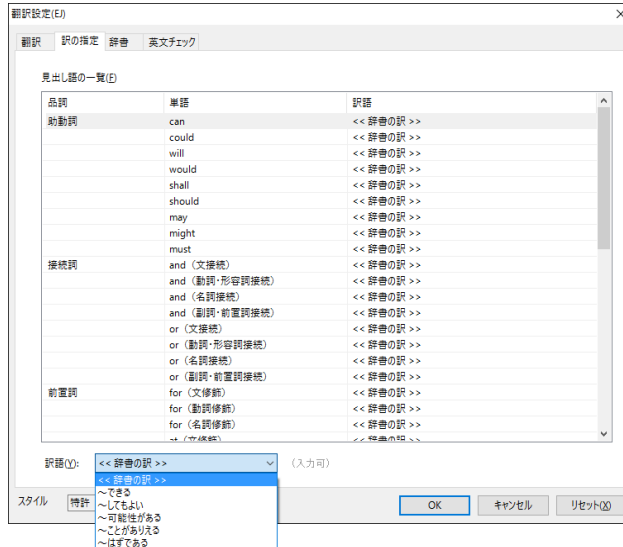 翻訳設定(EJ)
翻訳 訳の指定 辞書 英文チェック
見出し語の一覧(F)
品詞 単語 訳語
助動詞 can << 辞書の訳 >>
could << 辞書の訳 >>
will << 辞書の訳 >>
would << 辞書の訳 >>
shall << 辞書の訳 >>
should << 辞書の訳 >>
may << 辞書の訳 >>
might << 辞書の訳 >>
must << 辞書の訳 >>
接続詞 and（文接続） << 辞書の訳 >>
and（動詞・形容詞接続） << 辞書の訳 >>
and（名詞接続） << 辞書の訳 >>
and（副詞・前置詞接続） << 辞書の訳 >>
or（文接続） << 辞書の訳 >>
or（動詞・形容詞接続） << 辞書の訳 >>
or（名詞接続） << 辞書の訳 >>
or（副詞・前置詞接続） << 辞書の訳 >>
前置詞 for（文修飾） << 辞書の訳 >>
for（動詞修飾） << 辞書の訳 >>
for（名詞修飾） << 辞書の訳 >>
at（文修飾） << 辞書の訳 >>
訳語(Y): << 辞書の訳 >> （入力可）
<< 辞書の訳 >>
～できる
～してもよい
～可能性がある
～ことがありえる
～はずである
スタイル 特許 OK キャンセル リセット(X)